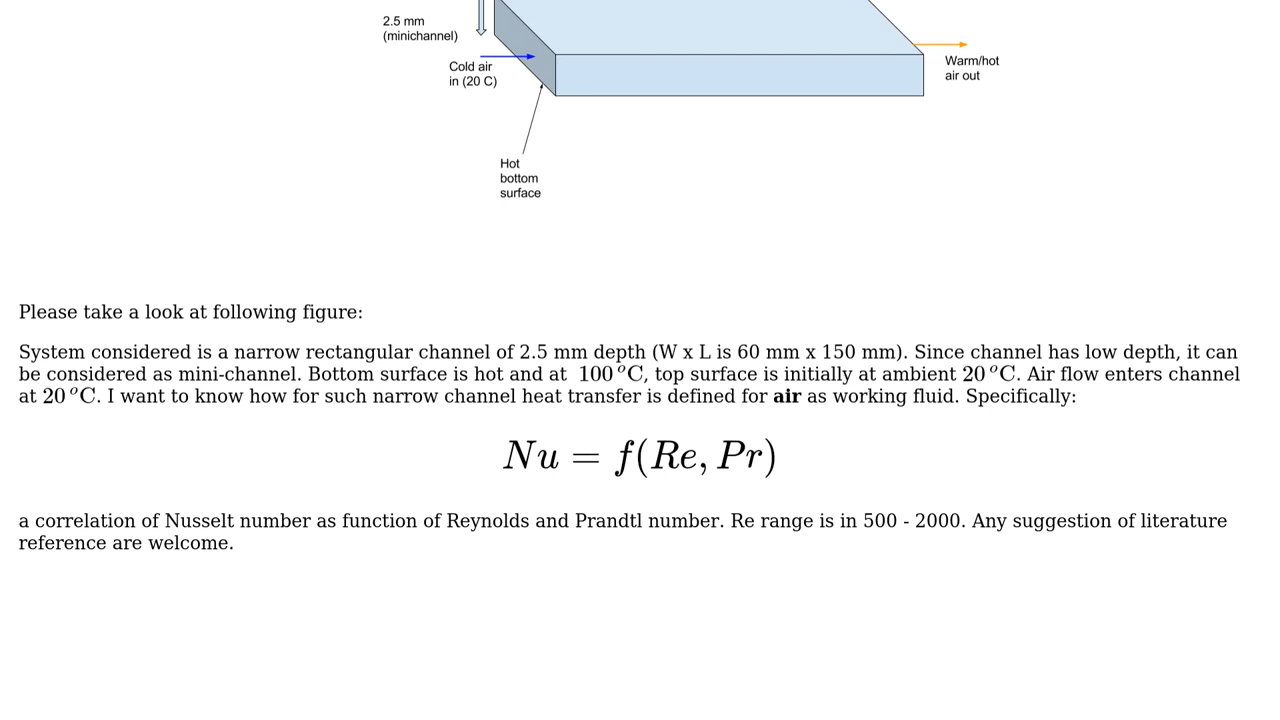 2.5 mm
(minichannel)
Cold air
in (20 C)
Warm/hot
air out
Hot
bottom
surface
Please take a look at following figure:
System considered is a narrow rectangular channel of 2.5 mm depth (W x L is 60 mm x 150 mm). Since channel has low depth, it can
be considered as mini-channel. Bottom surface is hot and at 100 °C, top surface is initially at ambient 20 °C. Air flow enters channel
at 20 °C. I want to know how for such narrow channel heat transfer is defined for air as working fluid. Specifically:
Nu = f(Re, Pr)
a correlation of Nusselt number as function of Reynolds and Prandtl number. Re range is in 500 - 2000. Any suggestion of literature
reference are welcome.